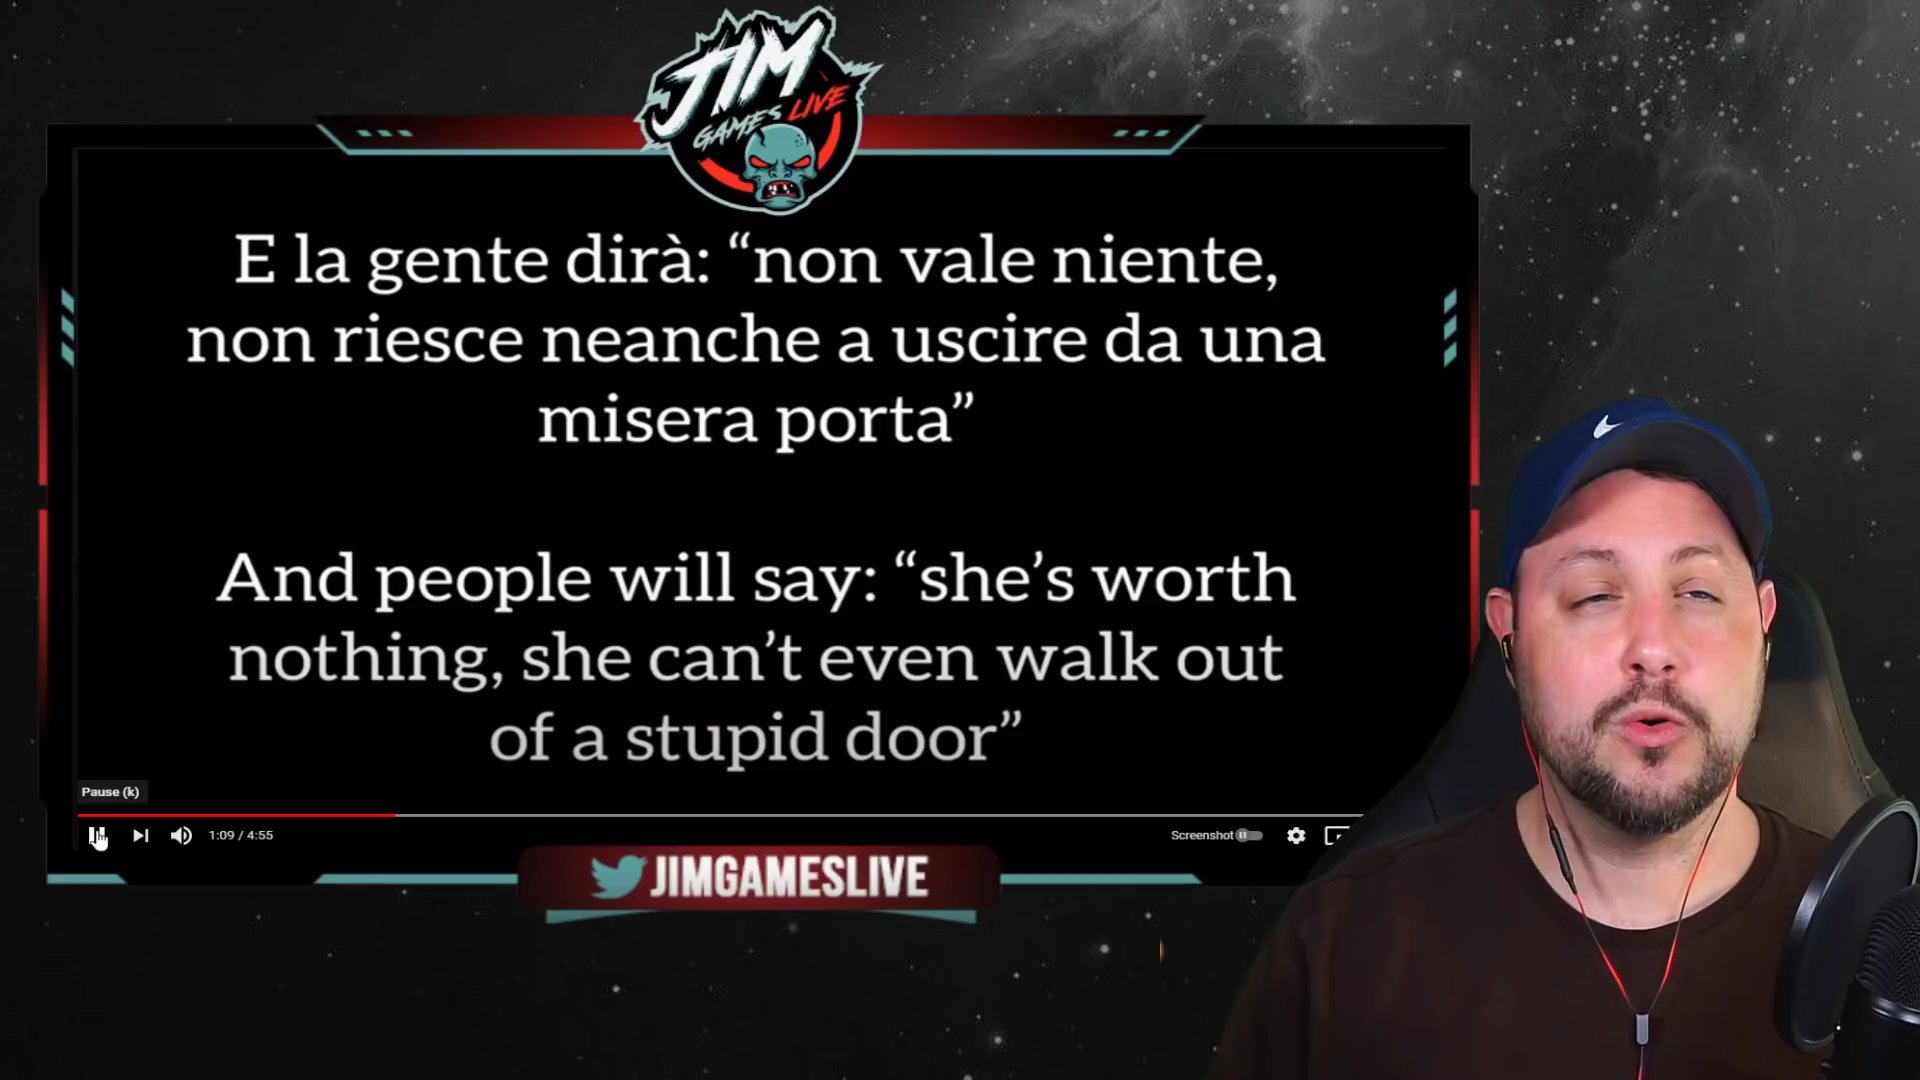 JIM
GAMES LIVE
E la gente dirà: “non vale niente,
non riesce neanche a uscire da una
misera porta”
And people will say: “she’s worth
nothing, she can’t even walk out
of a stupid door”
Pause (k)
1:09 / 4:55
Screenshot
JIMGAMESLIVE